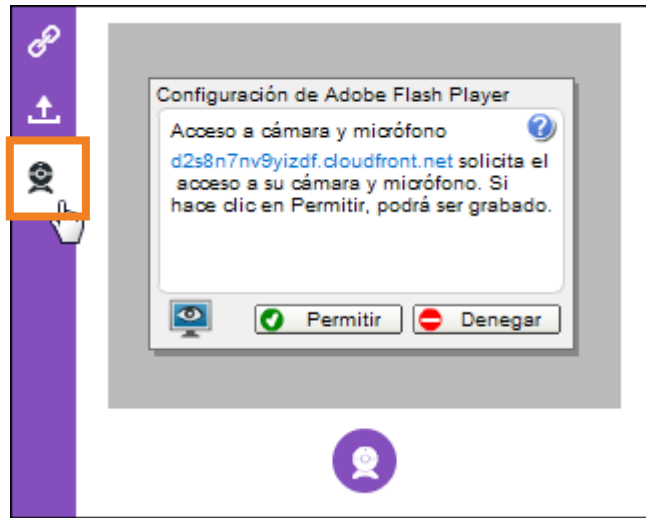 Configuración de Adobe Flash Player
Acceso a cámara y micrófono
d2s8n7nv9yizdf.cloudfront.net solicita el
acceso a su cámara y micrófono. Si
hace clic en Permitir, podrá ser grabado.
Permitir
Denegar